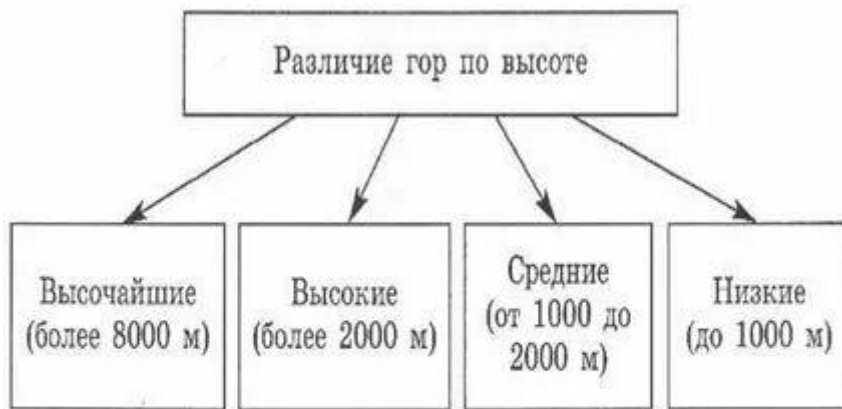 Различие гор по высоте
Высочайшие
(более 8000 м)
Высокие
(более 2000 м)
Средние
(от 1000 до
2000 м)
Низкие
(до 1000 м)